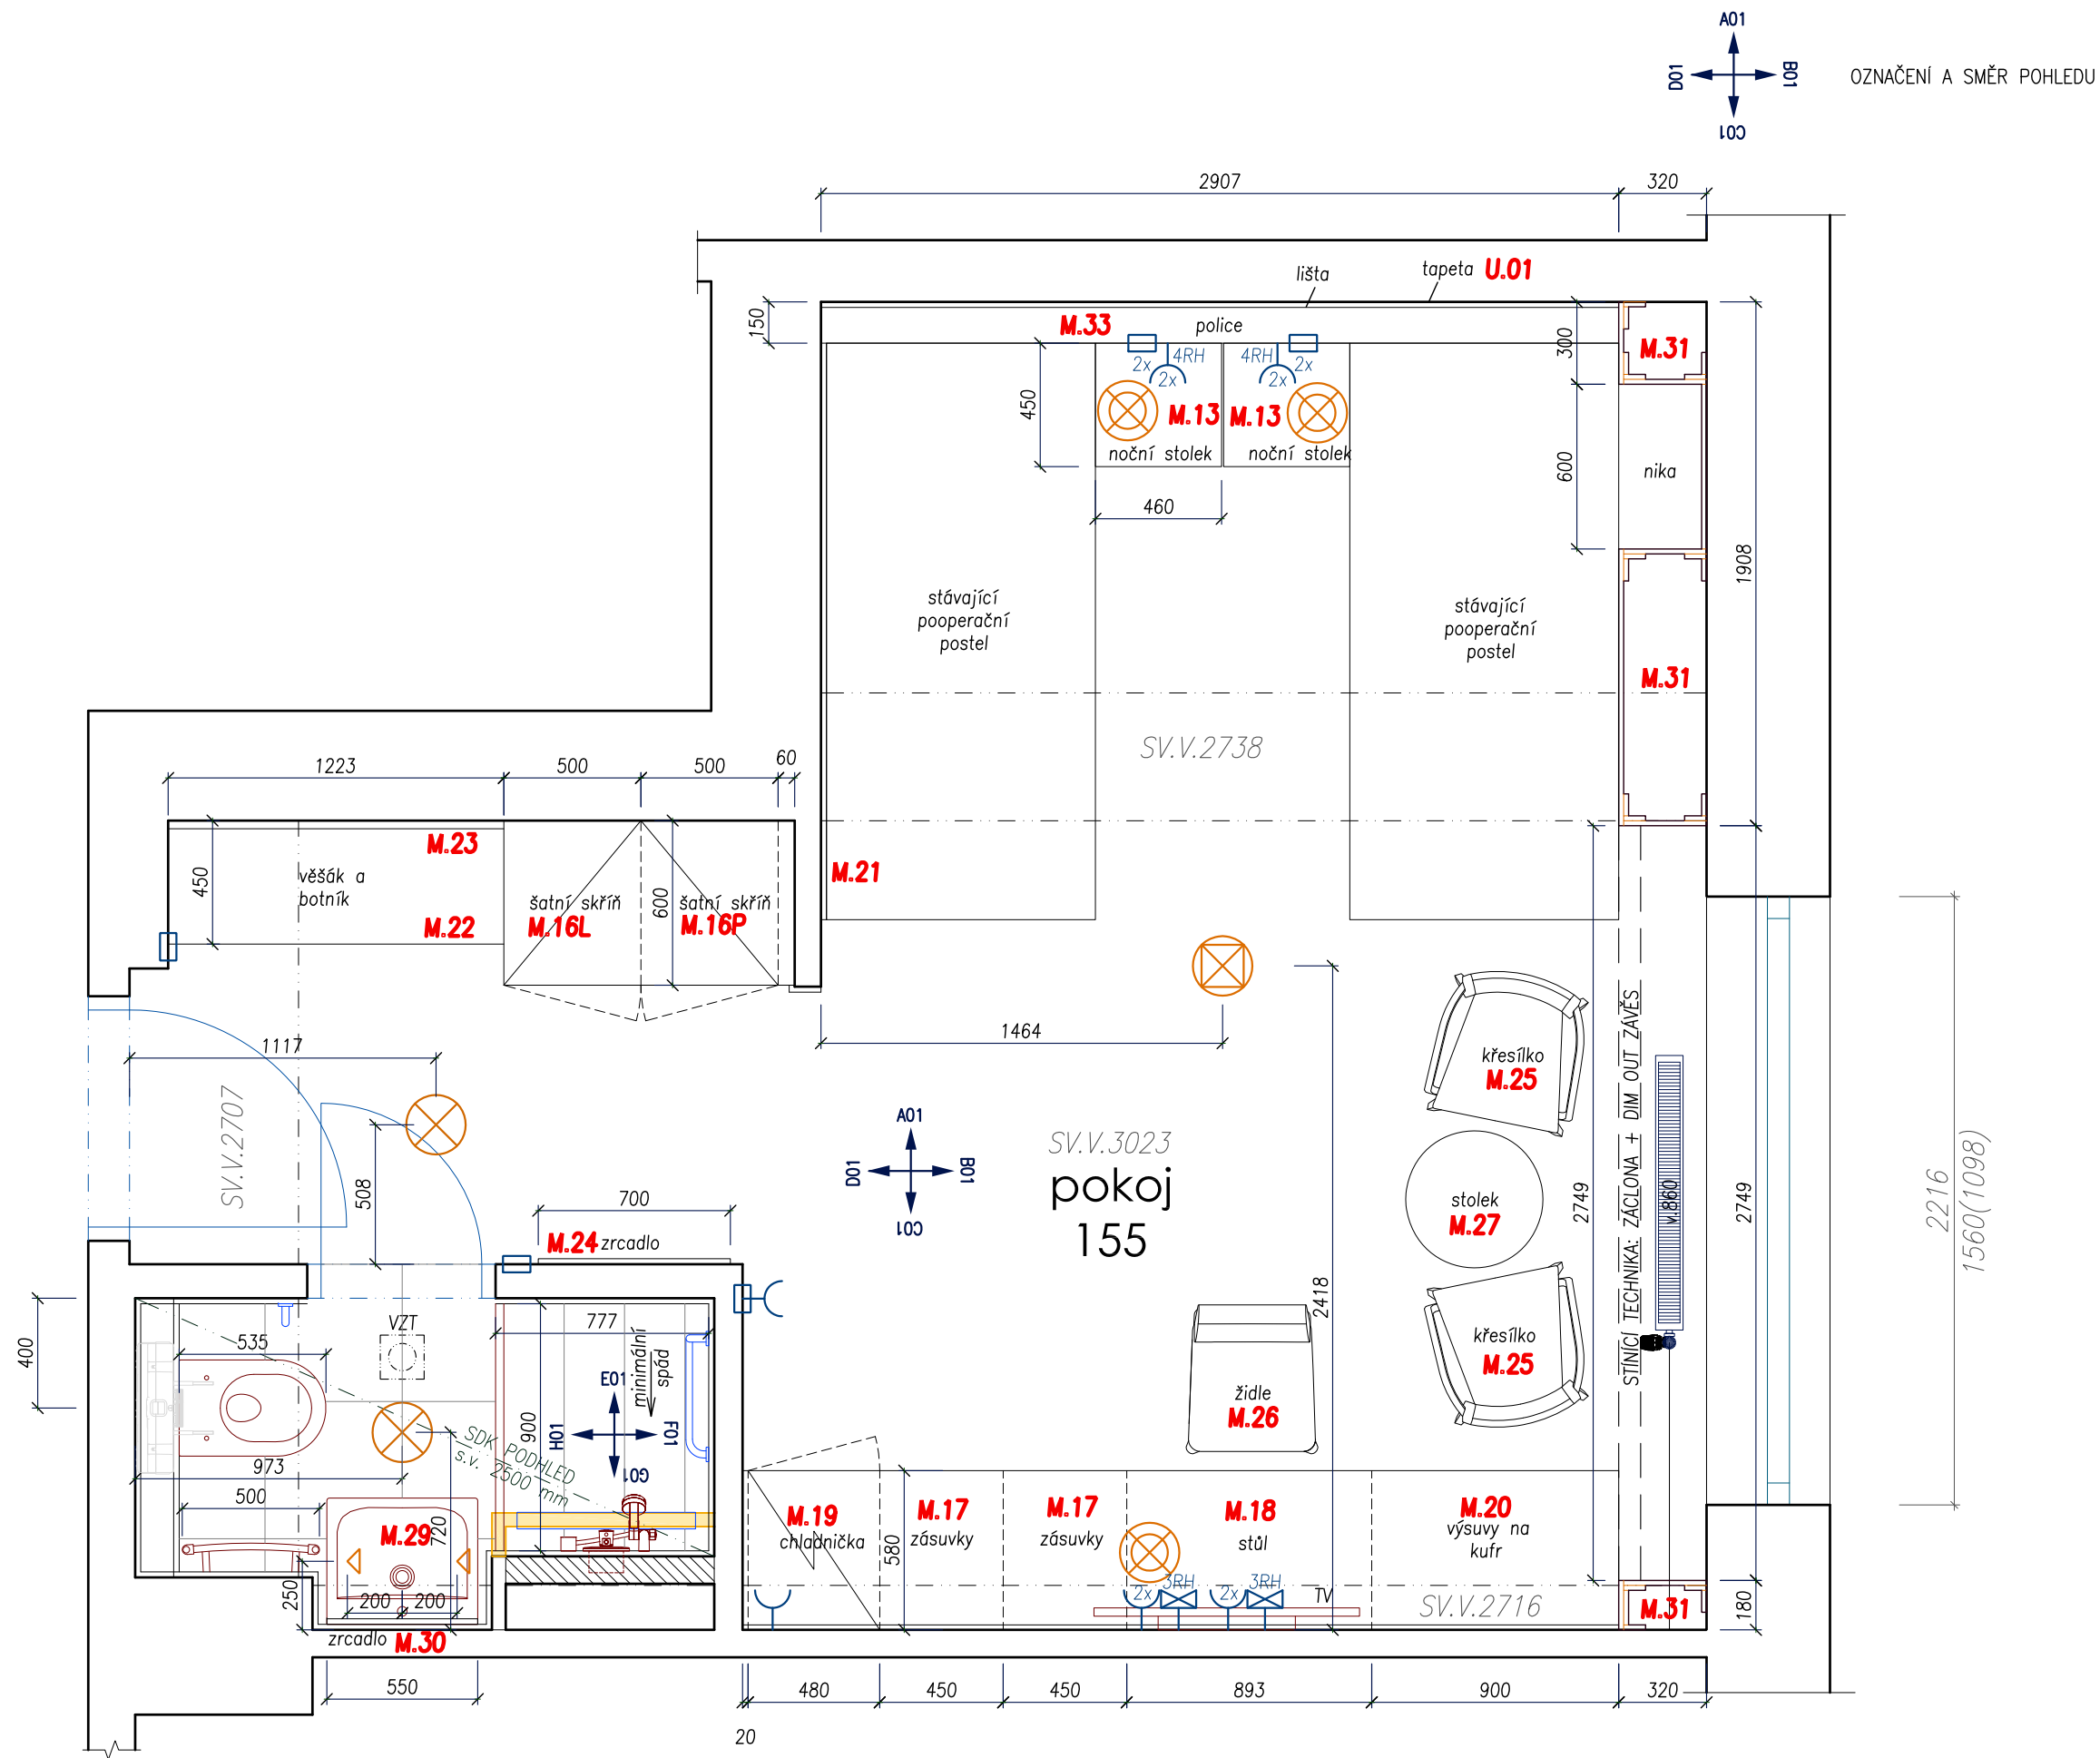 A01
D01
B01
C01
OZNAČENÍ A SMĚR POHLEDU
2907
320
lišta
tapeta U.01
150
M.33
police
300
M.31
4RH
4RH
2x
2x
2x
2x
450
M.13
M.13
noční stolek
noční stolek
600
nika
460
1908
stávající
pooperační
postel
stávající
pooperační
postel
M.31
SV.V.2738
1223
500
500
60
M.23
450
věšák a
botník
M.21
600
šatní skříň
šatní skříň
M.22
M.16L
M.16P
1464
1117
křesílko
M.25
STÍNÍCÍ TECHNIKA: ZÁCLONA + DIM OUT ZÁVĚS
SV.V.2707
A01
D01
B01
C01
SV.V.3023
pokoj
155
508
700
stolek
M.27
2749
v.860
2749
2216
1560(1098)
M.24 zrcadlo
2418
400
VZT
535
777
minimální
spád
křesílko
M.25
E01
H01
F01
G01
900
židle
M.26
SDK PODHLED
s.v. 2500 mm
973
500
M.29
720
M.19
chladnička
M.17
zásuvky
M.17
zásuvky
M.18
stůl
M.20
výsuvy na
kufr
580
250
200
200
2x
3RH
2x
3RH
TV
SV.V.2716
M.31
180
zrcadlo M.30
550
480
450
450
893
900
320
20